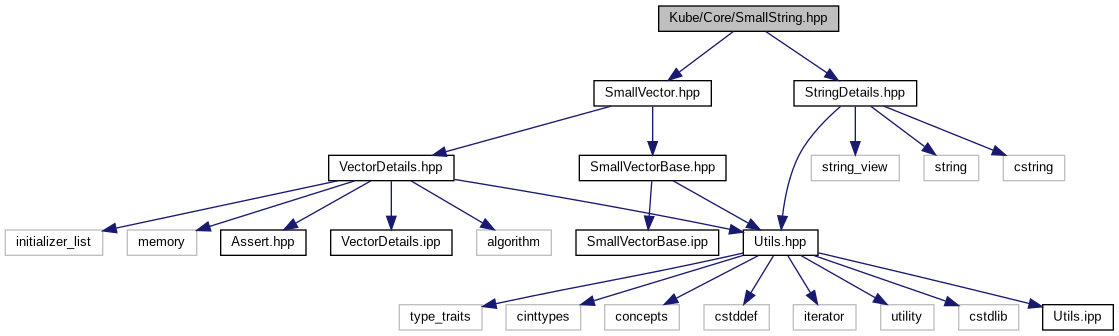 Kube/Core/SmallString.hpp
SmallVector.hpp
StringDetails.hpp
VectorDetails.hpp
SmallVectorBase.hpp
string_view
string
cstring
initializer_list
memory
Assert.hpp
VectorDetails.ipp
algorithm
SmallVectorBase.ipp
Utils.hpp
type_traits
cinttypes
concepts
cstddef
iterator
utility
cstdlib
Utils.ipp